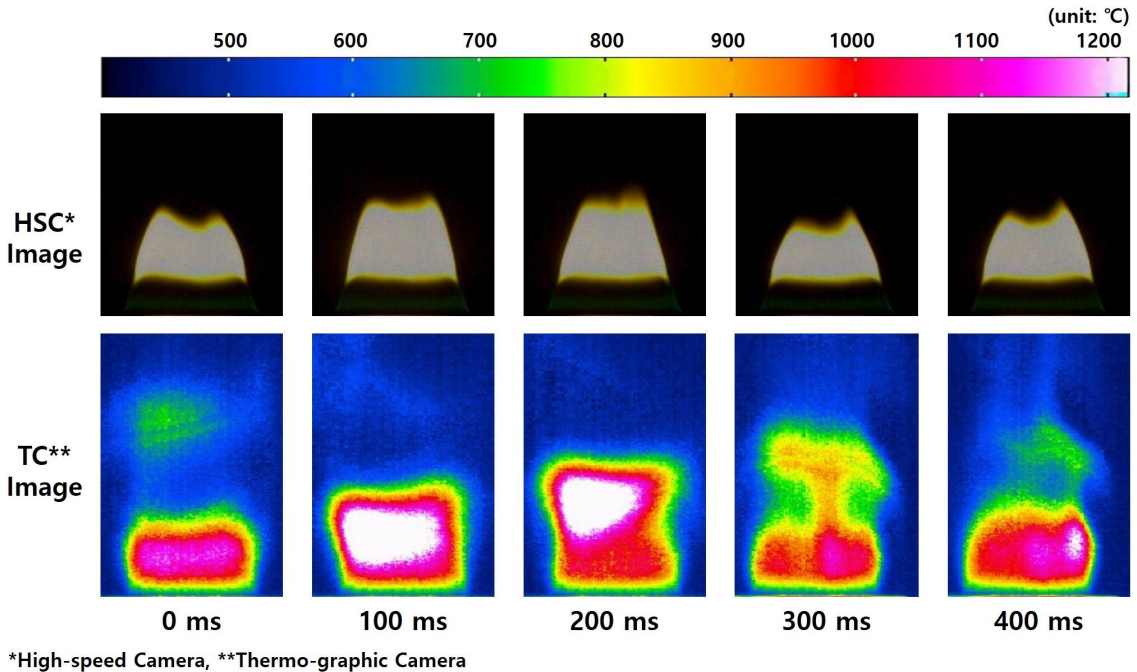 (unit: ℃)
500 600 700 800 900 1000 1100 1200
HSC*
Image
TC**
Image
0 ms 100 ms 200 ms 300 ms 400 ms
*High-speed Camera, **Thermo-graphic Camera